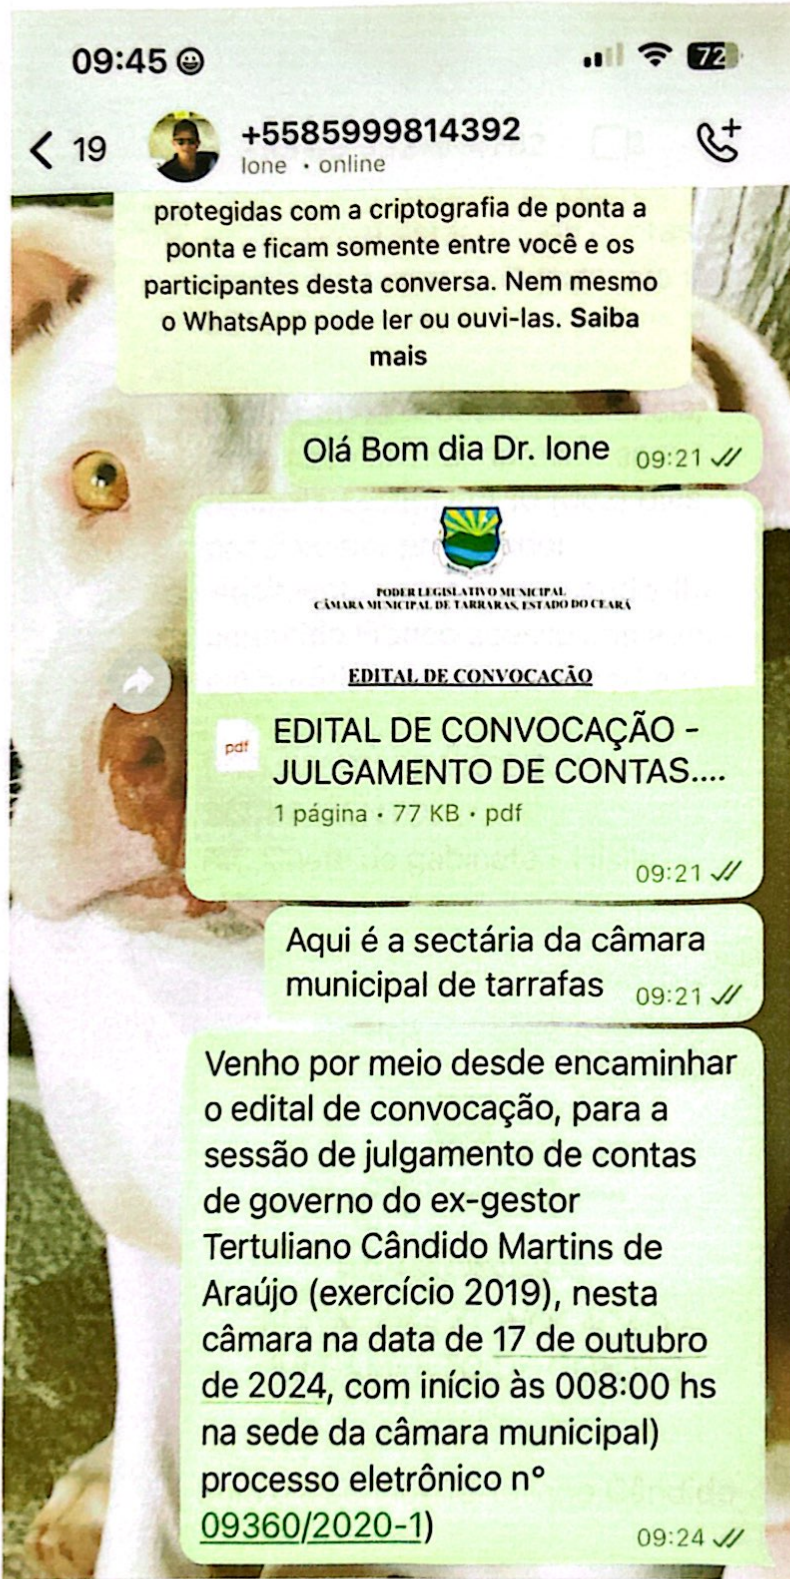 09:45
72
19
+5585999814392
Ione • online
protegidas com a criptografia de ponta a
ponta e ficam somente entre você e os
participantes desta conversa. Nem mesmo
o WhatsApp pode ler ou ouvi-las. Saiba
mais
Olá Bom dia Dr. Ione 09:21
PODER LEGISLATIVO MUNICIPAL
CÂMARA MUNICIPAL DE TARRARAS, ESTADO DO CEARÁ
EDITAL DE CONVOCAÇÃO
pdf
EDITAL DE CONVOCAÇÃO -
JULGAMENTO DE CONTAS....
1 página • 77 KB • pdf
09:21
Aqui é a sectária da câmara
municipal de tarrafas 09:21
Venho por meio desde encaminhar
o edital de convocação, para a
sessão de julgamento de contas
de governo do ex-gestor
Tertuliano Cândido Martins de
Araújo (exercício 2019), nesta
câmara na data de 17 de outubro
de 2024, com início às 008:00 hs
na sede da câmara municipal)
processo eletrônico n°
09360/2020-1) 09:24